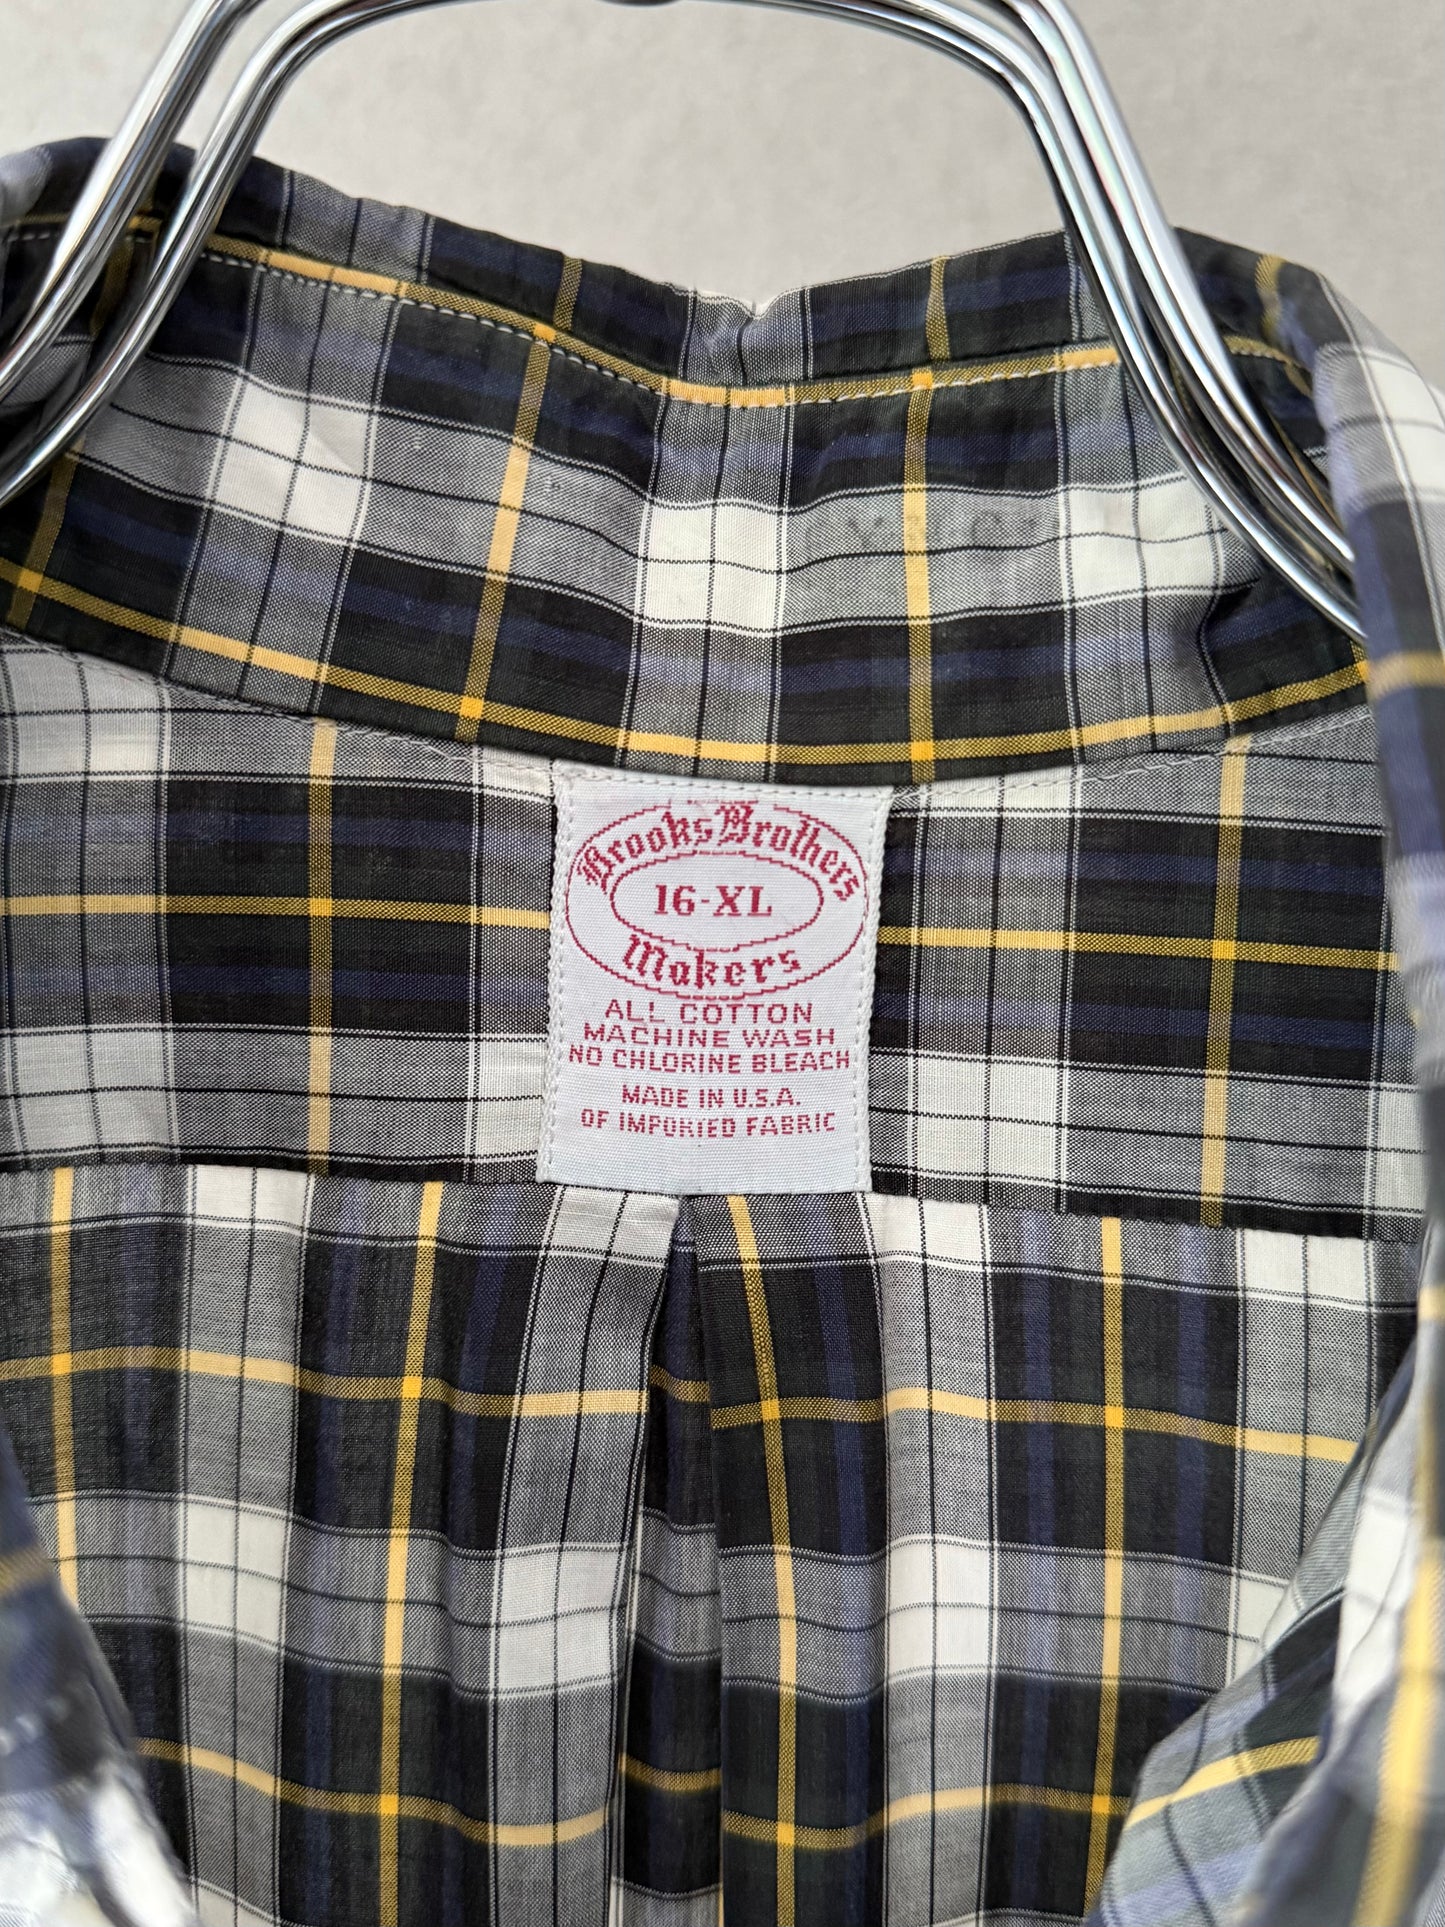 Brooks Brothers
16-XL
Makers
ALL COTTON
MACHINE WASH
NO CHLORINE BLEACH
MADE IN U.S.A.
OF IMPORTED FABRIC